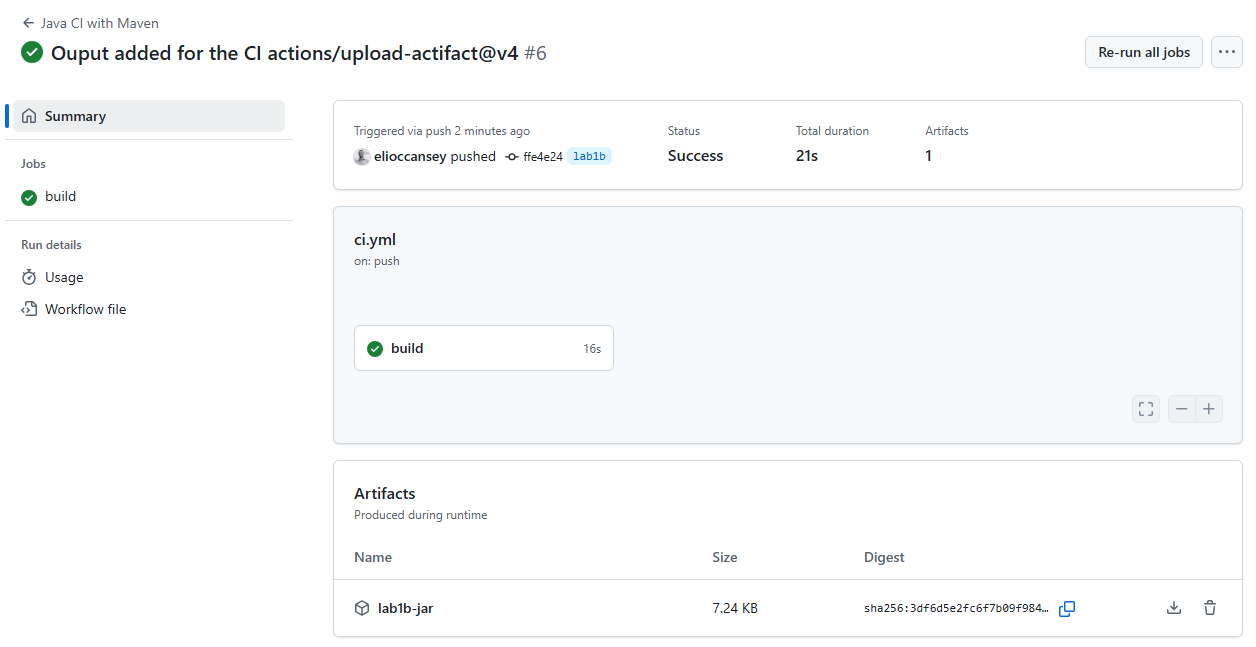 Java CI with Maven
Ouput added for the CI actions/upload-actifact@v4 #6
Re-run all jobs
Summary
Jobs
build
Run details
Usage
Workflow file
Triggered via push 2 minutes ago
elioccansey pushed ffe4e24 lab1b
Status
Success
Total duration
21s
Artifacts
1
ci.yml
on: push
build 16s
Artifacts
Produced during runtime
Name Size Digest
lab1b-jar 7.24 KB sha256:3df6d5e2fc6f7b09f984…